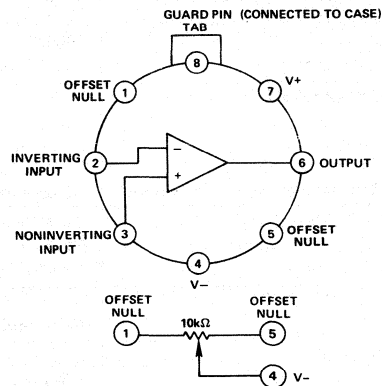 GUARD PIN (CONNECTED TO CASE)
TAB
8
OFFSET
NULL
1
7
V+
INVERTING
INPUT
2
−
+
6
OUTPUT
NONINVERTING
INPUT
3
5
OFFSET
NULL
4
V−
OFFSET
NULL
OFFSET
NULL
10kΩ
1
5
4
V−